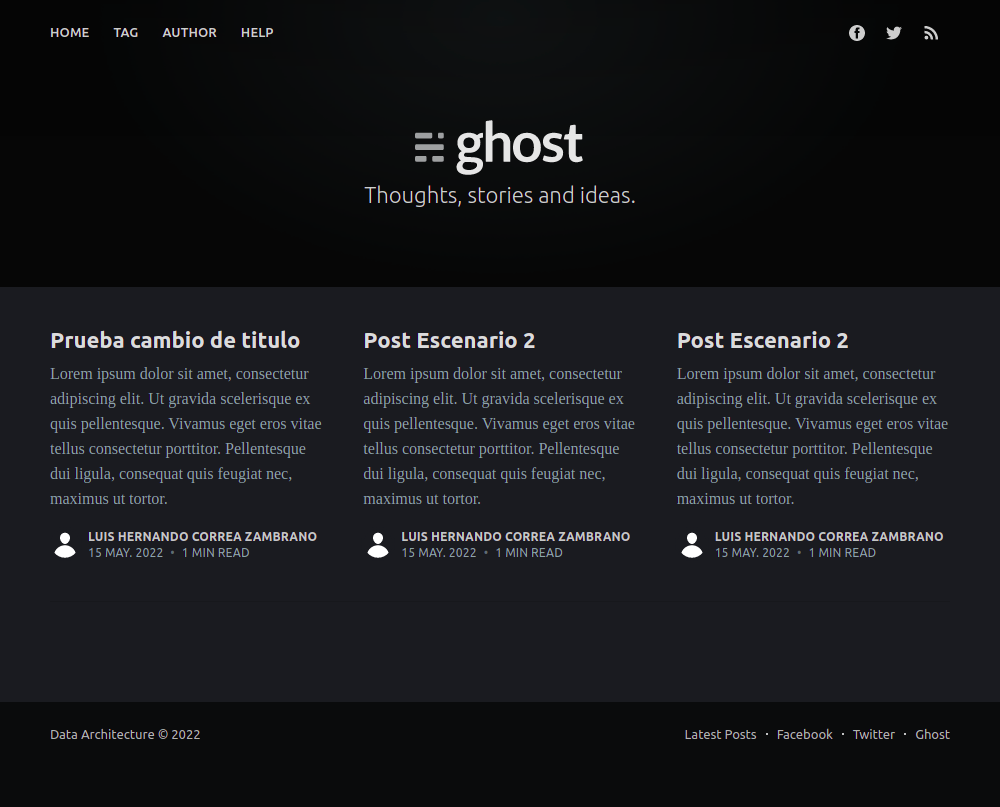 HOME TAG AUTHOR HELP
ghost
Thoughts, stories and ideas.
Prueba cambio de titulo
Lorem ipsum dolor sit amet, consectetur
adipiscing elit. Ut gravida scelerisque ex
quis pellentesque. Vivamus eget eros vitae
tellus consectetur porttitor. Pellentesque
dui ligula, consequat quis feugiat nec,
maximus ut tortor.
LUIS HERNANDO CORREA ZAMBRANO
15 MAY. 2022 • 1 MIN READ
Post Escenario 2
Lorem ipsum dolor sit amet, consectetur
adipiscing elit. Ut gravida scelerisque ex
quis pellentesque. Vivamus eget eros vitae
tellus consectetur porttitor. Pellentesque
dui ligula, consequat quis feugiat nec,
maximus ut tortor.
LUIS HERNANDO CORREA ZAMBRANO
15 MAY. 2022 • 1 MIN READ
Post Escenario 2
Lorem ipsum dolor sit amet, consectetur
adipiscing elit. Ut gravida scelerisque ex
quis pellentesque. Vivamus eget eros vitae
tellus consectetur porttitor. Pellentesque
dui ligula, consequat quis feugiat nec,
maximus ut tortor.
LUIS HERNANDO CORREA ZAMBRANO
15 MAY. 2022 • 1 MIN READ
Data Architecture © 2022
Latest Posts • Facebook • Twitter • Ghost